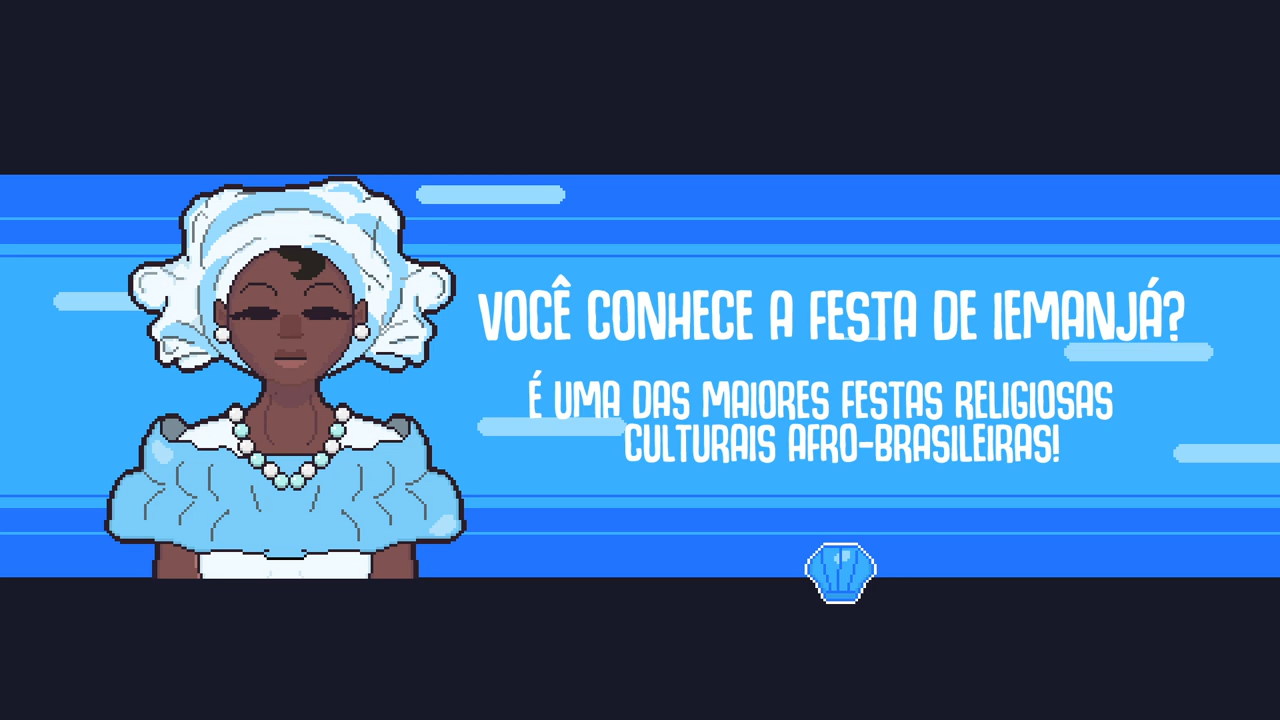 VOCÊ CONHECE A FESTA DE IEMANJÁ?
É UMA DAS MAIORES FESTAS RELIGIOSAS
CULTURAIS AFRO-BRASILEIRAS!